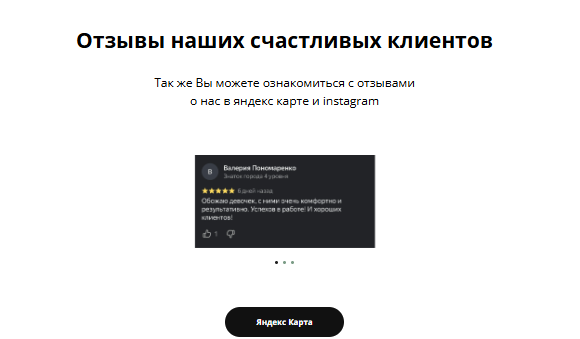 Отзывы наших счастливых клиентов
Так же Вы можете ознакомиться с отзывами
о нас в яндекс карте и instagram
В
Валерия Пономаренко
Знаток города 4 уровня
6 дней назад
Обожаю девочек, с ними очень комфортно и
результативно. Успехов в работе! И хороших
клиентов!
1
Яндекс Карта